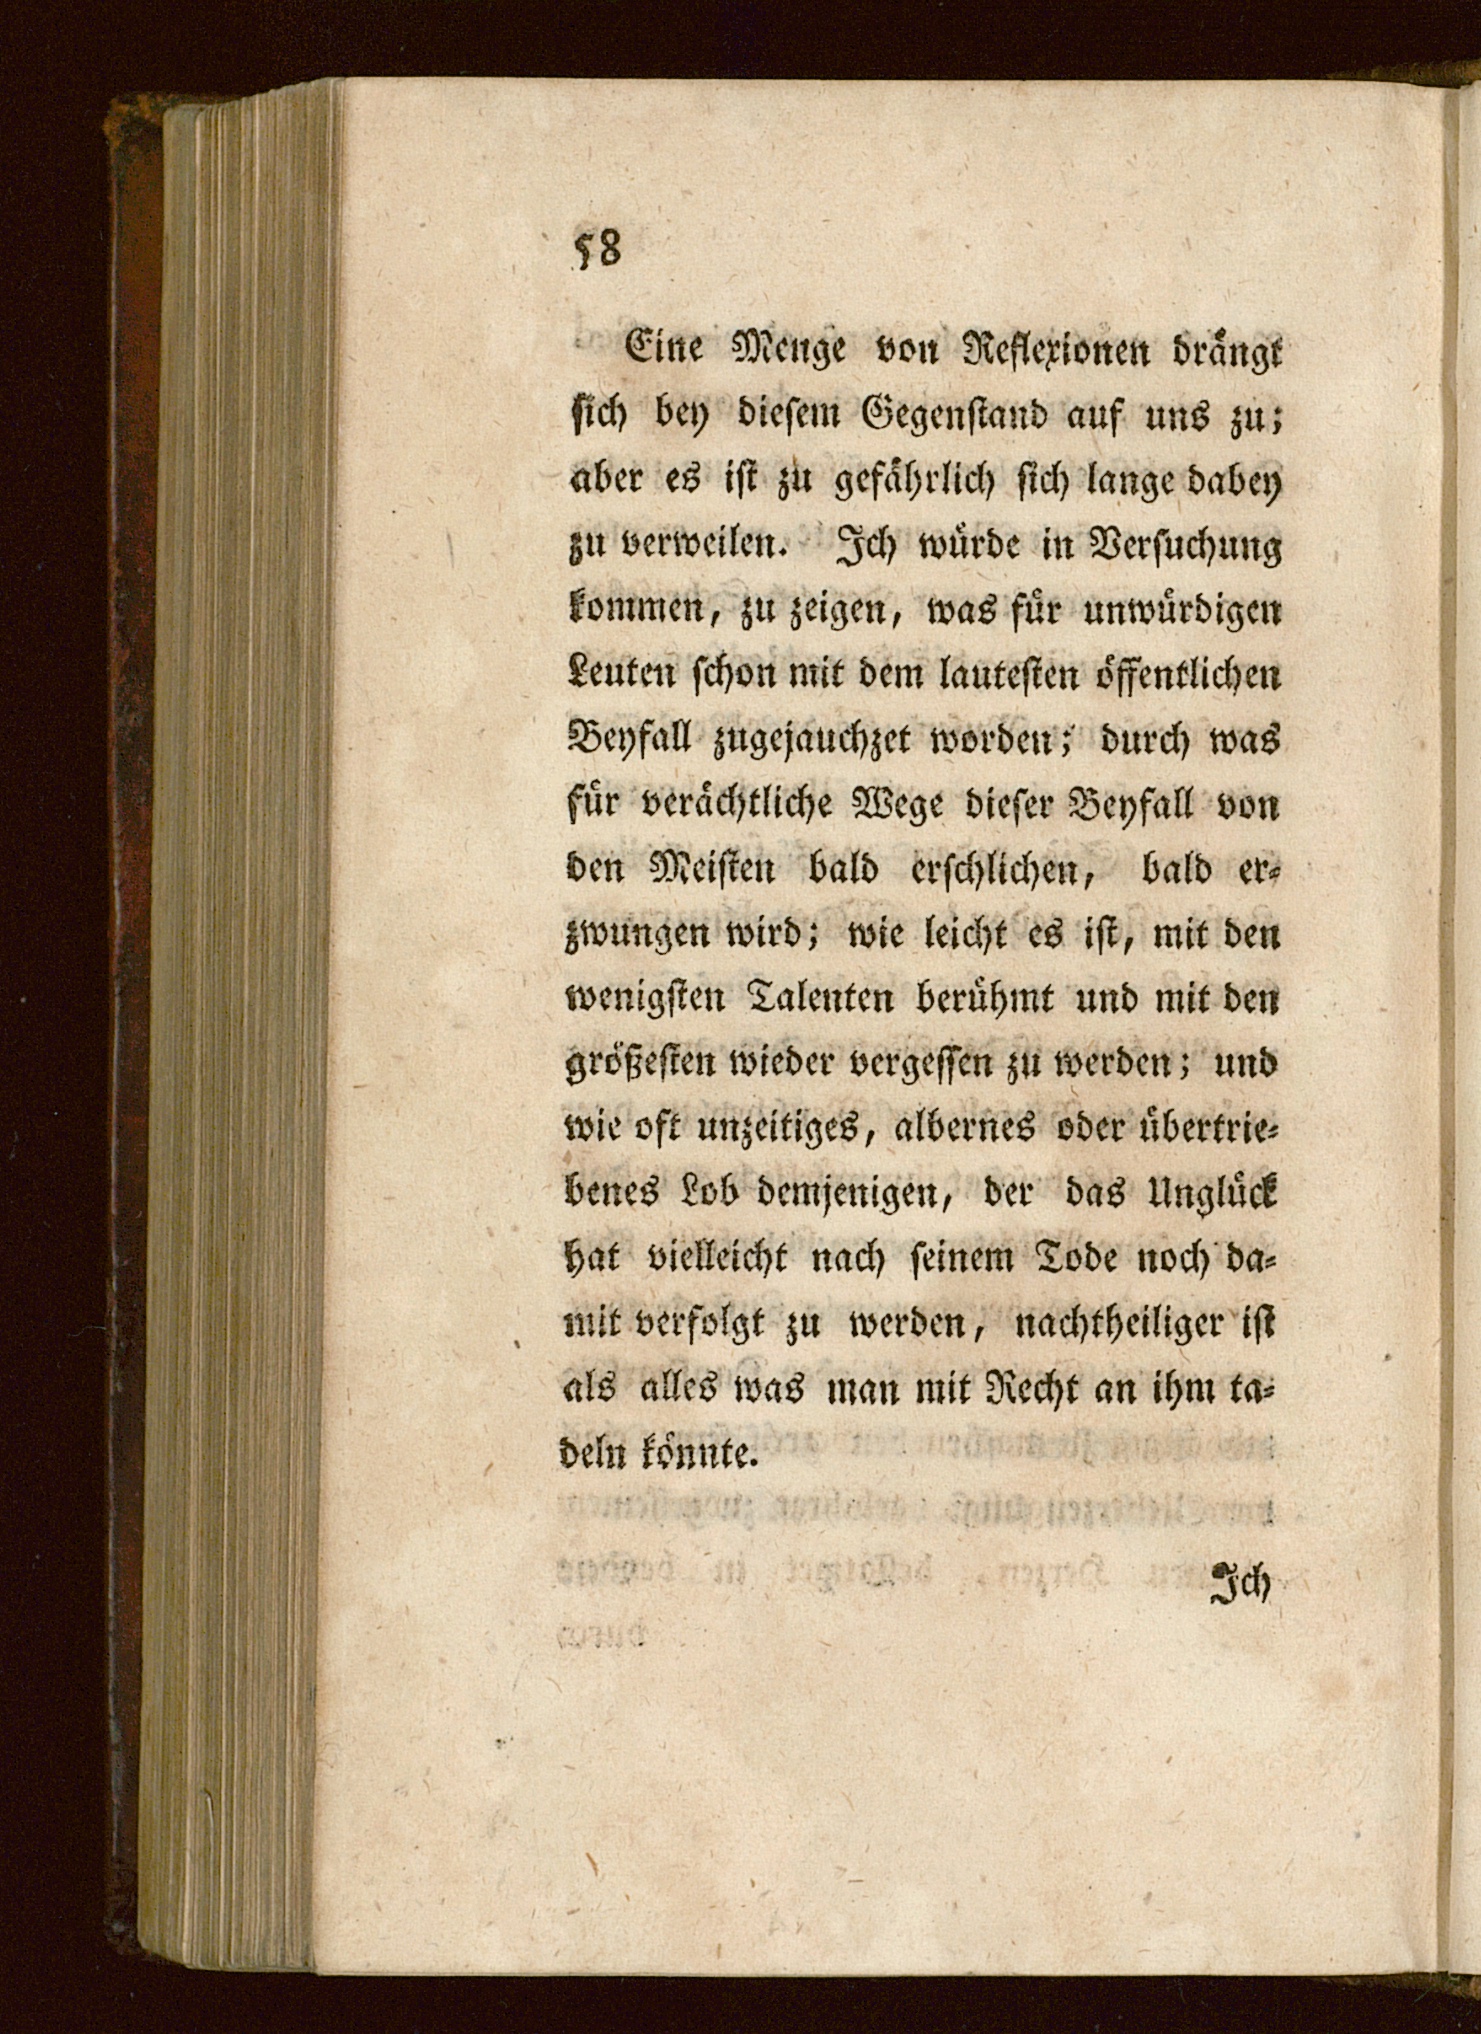 58
Eine Menge von Reflexionen drängt
ſich bey dieſem Gegenſtand auf uns zu;
aber es iſt zu gefährlich ſich lange dabey
zu verweilen. Ich würde in Verſuchung
kommen, zu zeigen, was für unwürdigen
Leuten ſchon mit dem lauteſten öffentlichen
Beyfall zugejauchzet worden; durch was
für verächtliche Wege dieſer Beyfall von
den Meiſten bald erſchlichen, bald er⸗
zwungen wird; wie leicht es iſt, mit den
wenigſten Talenten berühmt und mit den
größeſten wieder vergeſſen zu werden; und
wie oft unzeitiges, albernes oder übertrie⸗
benes Lob demjenigen, der das Unglück
hat vielleicht nach ſeinem Tode noch da⸗
mit verfolgt zu werden, nachtheiliger iſt
als alles was man mit Recht an ihm ta⸗
deln könnte.
Ich